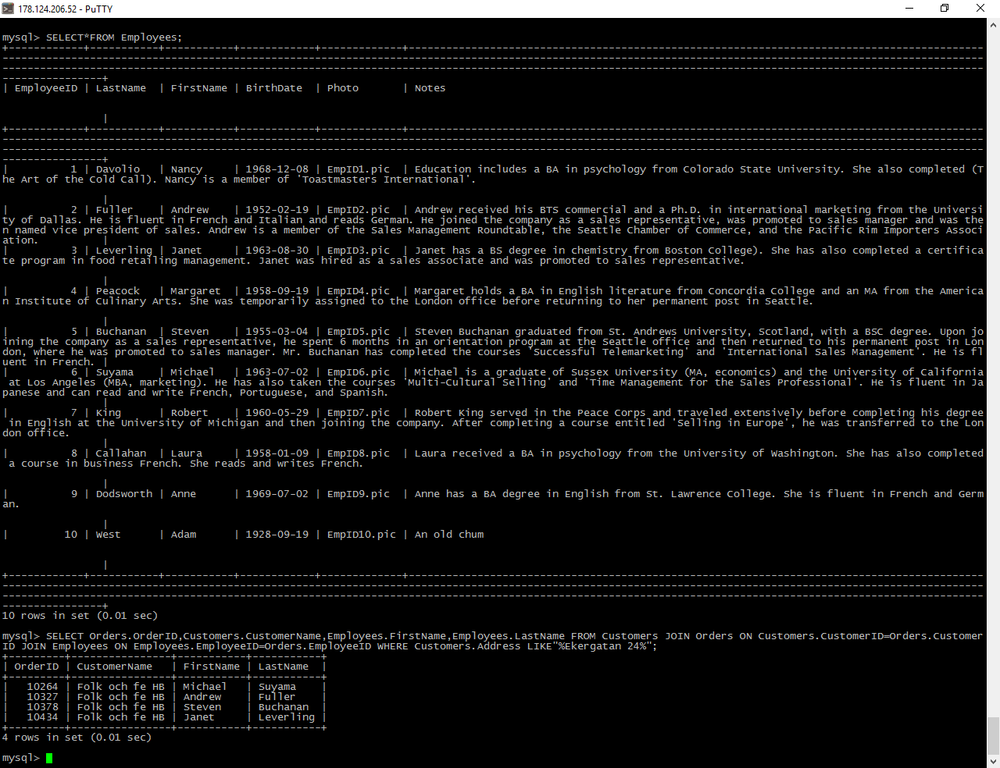 178.124.206.52 - PuTTY
mysql> SELECT*FROM Employees;
+------------+-----------+-----------+------------+-------------+--------------------------------------------------------------------------------------------
-------------------------------------------------------------------------------------------------------------------------------------------------------------
-------------------------------------------------------------------------------------------------------------------------------------------------------------
----------------+
| EmployeeID | LastName  | FirstName | BirthDate  | Photo       | Notes
|
+------------+-----------+-----------+------------+-------------+--------------------------------------------------------------------------------------------
-------------------------------------------------------------------------------------------------------------------------------------------------------------
-------------------------------------------------------------------------------------------------------------------------------------------------------------
----------------+
|          1 | Davolio   | Nancy     | 1968-12-08 | EmpID1.pic  | Education includes a BA in psychology from Colorado State University. She also completed (T
he Art of the Cold Call). Nancy is a member of 'Toastmasters International'.
|
|          2 | Fuller    | Andrew    | 1952-02-19 | EmpID2.pic  | Andrew received his BTS commercial and a Ph.D. in international marketing from the Universi
ty of Dallas. He is fluent in French and Italian and reads German. He joined the company as a sales representative, was promoted to sales manager and was the
n named vice president of sales. Andrew is a member of the Sales Management Roundtable, the Seattle Chamber of Commerce, and the Pacific Rim Importers Associ
ation.          |
|          3 | Leverling | Janet     | 1963-08-30 | EmpID3.pic  | Janet has a BS degree in chemistry from Boston College). She has also completed a certifica
te program in food retailing management. Janet was hired as a sales associate and was promoted to sales representative.
|
|          4 | Peacock   | Margaret  | 1958-09-19 | EmpID4.pic  | Margaret holds a BA in English literature from Concordia College and an MA from the America
n Institute of Culinary Arts. She was temporarily assigned to the London office before returning to her permanent post in Seattle.
|
|          5 | Buchanan  | Steven    | 1955-03-04 | EmpID5.pic  | Steven Buchanan graduated from St. Andrews University, Scotland, with a BSC degree. Upon jo
ining the company as a sales representative, he spent 6 months in an orientation program at the Seattle office and then returned to his permanent post in Lon
don, where he was promoted to sales manager. Mr. Buchanan has completed the courses 'Successful Telemarketing' and 'International Sales Management'. He is fl
uent in French. |
|          6 | Suyama    | Michael   | 1963-07-02 | EmpID6.pic  | Michael is a graduate of Sussex University (MA, economics) and the University of California
 at Los Angeles (MBA, marketing). He has also taken the courses 'Multi-Cultural Selling' and 'Time Management for the Sales Professional'. He is fluent in Ja
panese and can read and write French, Portuguese, and Spanish.
|
|          7 | King      | Robert    | 1960-05-29 | EmpID7.pic  | Robert King served in the Peace Corps and traveled extensively before completing his degree
 in English at the University of Michigan and then joining the company. After completing a course entitled 'Selling in Europe', he was transferred to the Lon
don office.
|
|          8 | Callahan  | Laura     | 1958-01-09 | EmpID8.pic  | Laura received a BA in psychology from the University of Washington. She has also completed
 a course in business French. She reads and writes French.
|
|          9 | Dodsworth | Anne      | 1969-07-02 | EmpID9.pic  | Anne has a BA degree in English from St. Lawrence College. She is fluent in French and Germ
an.
|
|         10 | West      | Adam      | 1928-09-19 | EmpID10.pic | An old chum
|
+------------+-----------+-----------+------------+-------------+--------------------------------------------------------------------------------------------
-------------------------------------------------------------------------------------------------------------------------------------------------------------
-------------------------------------------------------------------------------------------------------------------------------------------------------------
----------------+
10 rows in set (0.01 sec)
mysql> SELECT Orders.OrderID,Customers.CustomerName,Employees.FirstName,Employees.LastName FROM Customers JOIN Orders ON Customers.CustomerID=Orders.Customer
ID JOIN Employees ON Employees.EmployeeID=Orders.EmployeeID WHERE Customers.Address LIKE"%Ekergatan 24%";
+---------+----------------+-----------+-----------+
| OrderID | CustomerName   | FirstName | LastName  |
+---------+----------------+-----------+-----------+
|   10264 | Folk och fe HB | Michael   | Suyama    |
|   10327 | Folk och fe HB | Andrew    | Fuller    |
|   10378 | Folk och fe HB | Steven    | Buchanan  |
|   10434 | Folk och fe HB | Janet     | Leverling |
+---------+----------------+-----------+-----------+
4 rows in set (0.01 sec)
mysql>